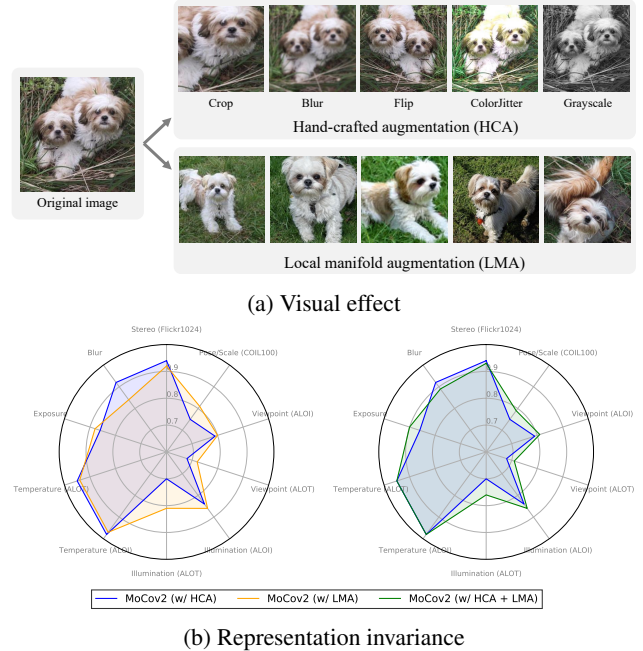 Original image
Crop Blur Flip ColorJitter Grayscale
Hand-crafted augmentation (HCA)
Local manifold augmentation (LMA)
(a) Visual effect
Stereo (Flickr1024)
Blur
Pose/Scale (COIL100)
0.9
Exposure
0.8
Viewpoint (ALOI)
0.7
Temperature (ALOT)
Viewpoint (ALOT)
Temperature (ALOI)
Illumination (ALOI)
Illumination (ALOT)
Stereo (Flickr1024)
Blur
Pose/Scale (COIL100)
0.9
Exposure
0.8
Viewpoint (ALOI)
0.7
Temperature (ALOT)
Viewpoint (ALOT)
Temperature (ALOI)
Illumination (ALOI)
Illumination (ALOT)
MoCov2 (w/ HCA) MoCov2 (w/ LMA) MoCov2 (w/ HCA + LMA)
(b) Representation invariance